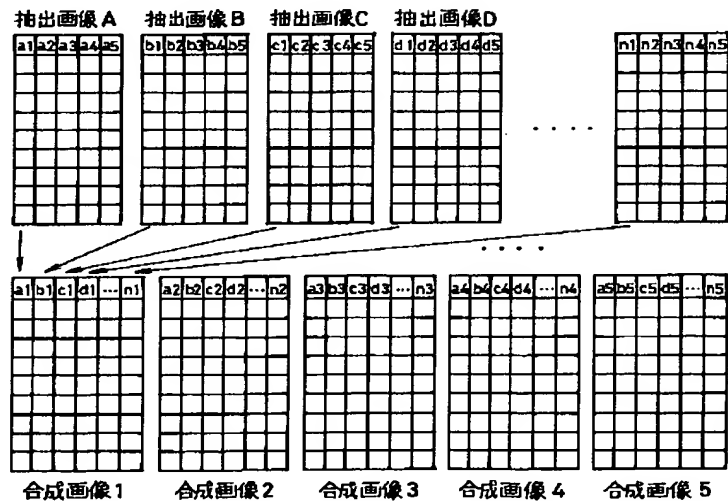 抽出画像A 抽出画像B 抽出画像C 抽出画像D
a1 a2 a3 a4 a5 b1 b2 b3 b4 b5 c1 c2 c3 c4 c5 d1 d2 d3 d4 d5 n1 n2 n3 n4 n5
....
....
a1 b1 c1 d1 ... n1 a2 b2 c2 d2 ... n2 a3 b3 c3 d3 ... n3 a4 b4 c4 d4 ... n4 a5 b5 c5 d5 ... n5
合成画像1 合成画像2 合成画像3 合成画像4 合成画像5